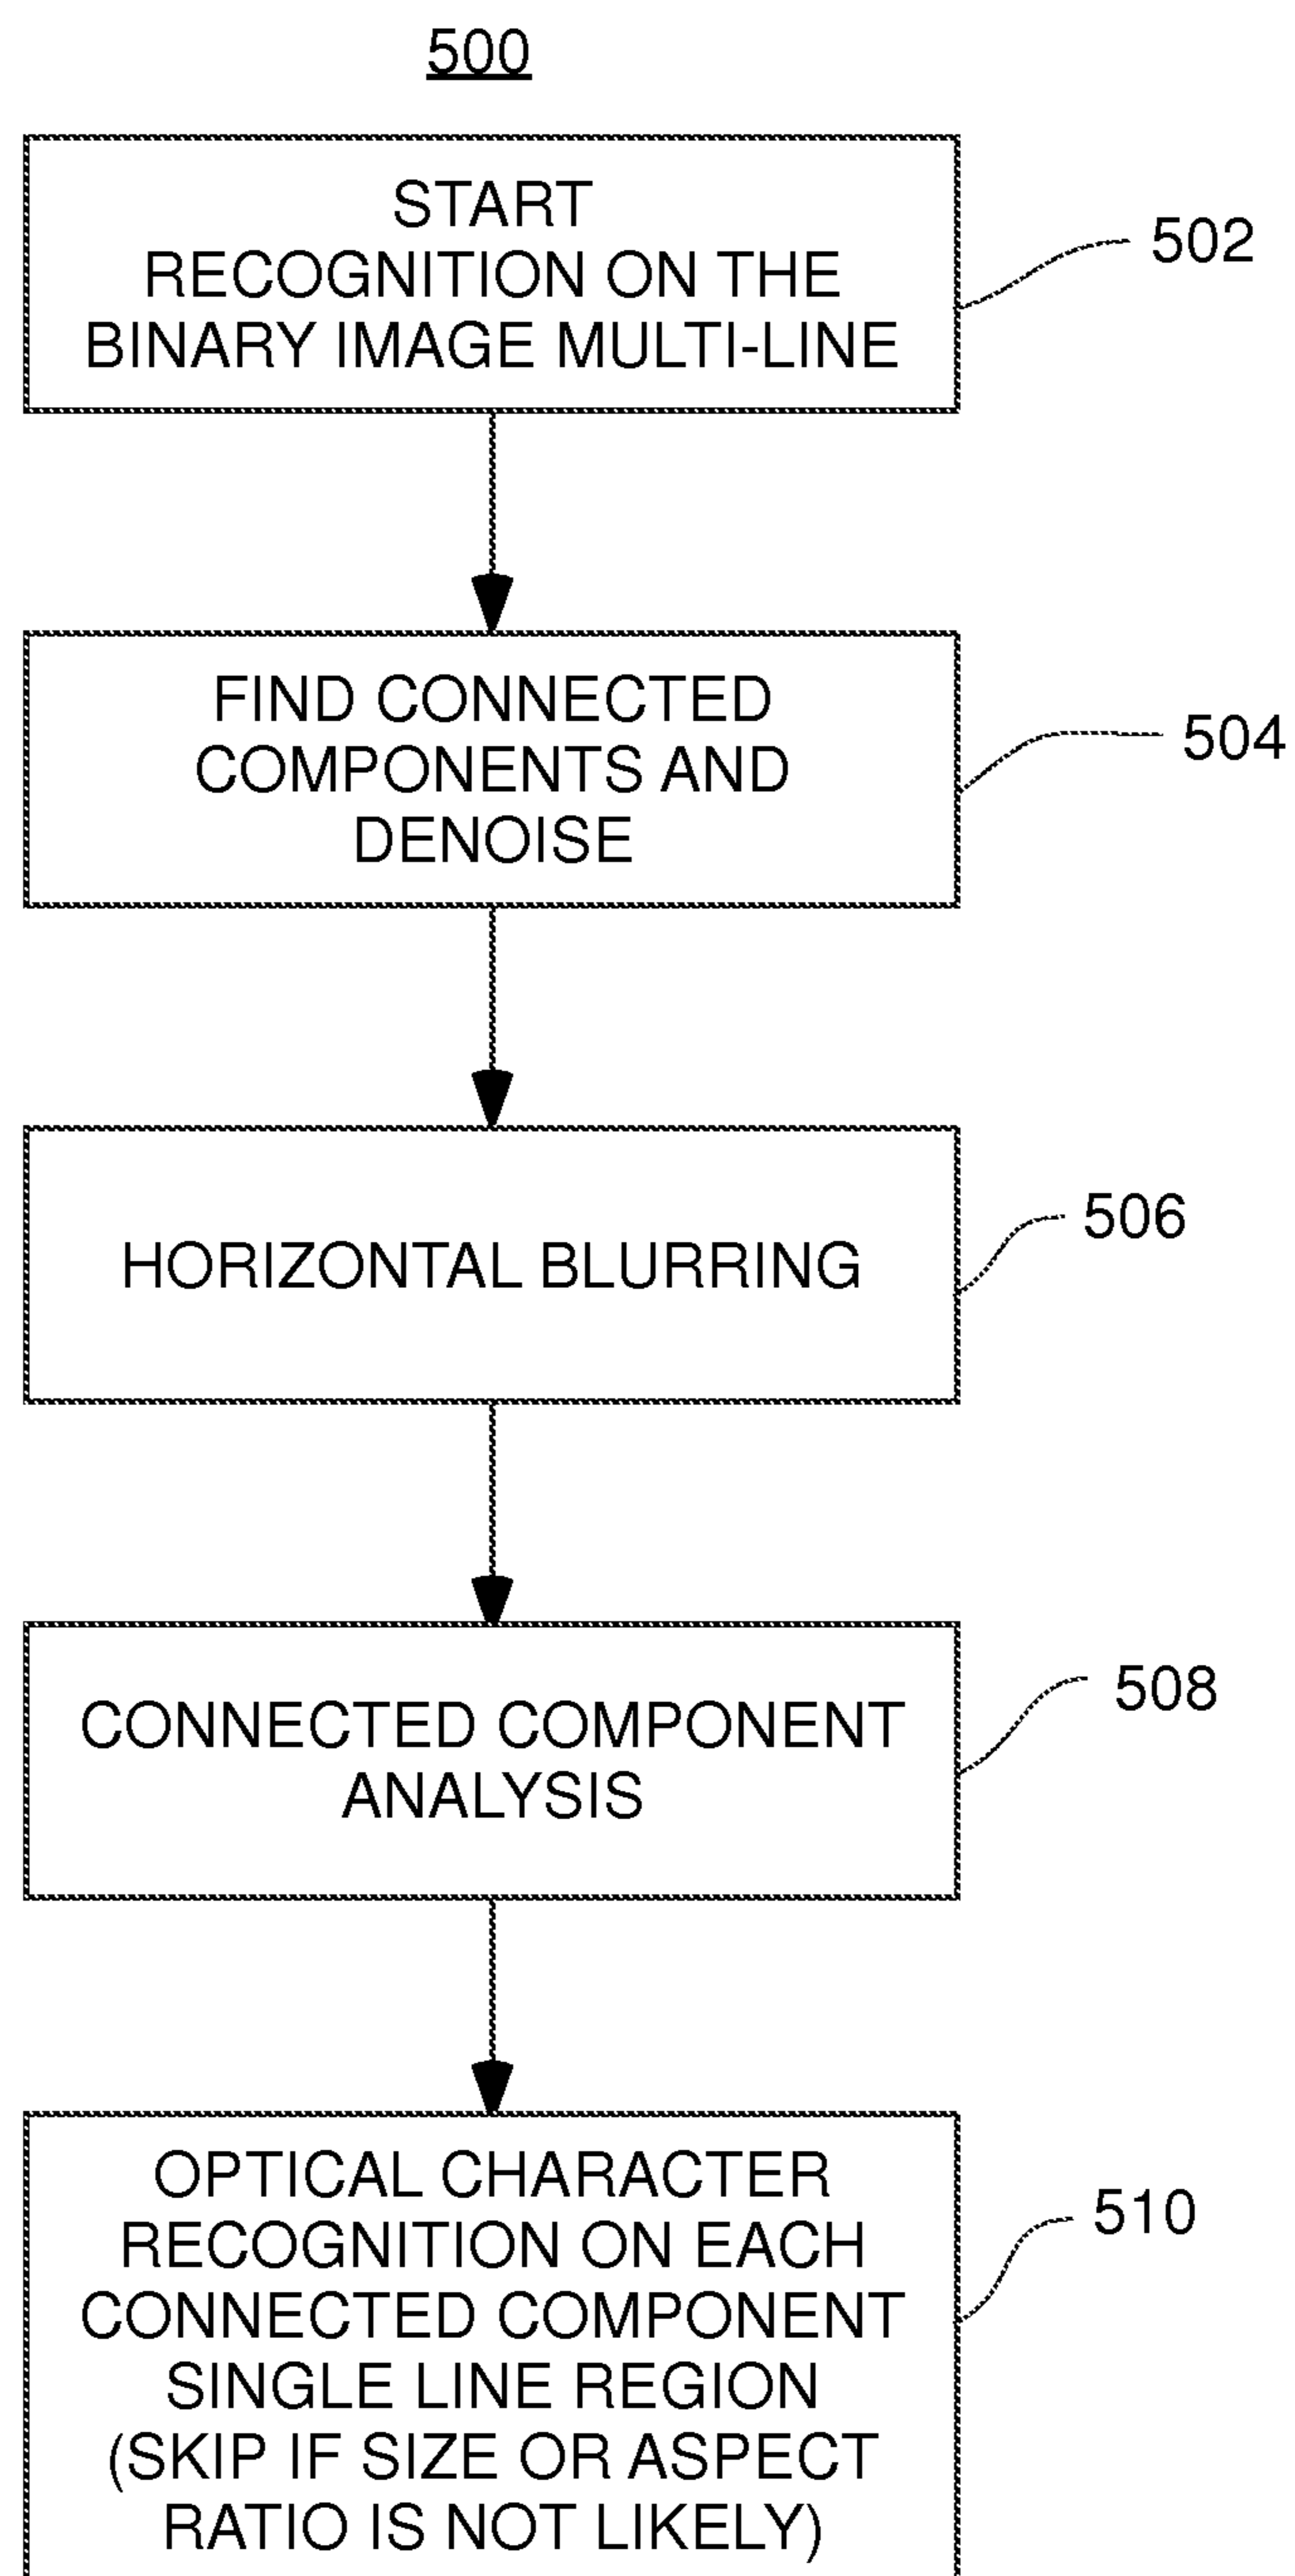 500
START
RECOGNITION ON THE
BINARY IMAGE MULTI-LINE
502
FIND CONNECTED
COMPONENTS AND
DENOISE
504
HORIZONTAL BLURRING
506
CONNECTED COMPONENT
ANALYSIS
508
OPTICAL CHARACTER
RECOGNITION ON EACH
CONNECTED COMPONENT
SINGLE LINE REGION
(SKIP IF SIZE OR ASPECT
RATIO IS NOT LIKELY)
510